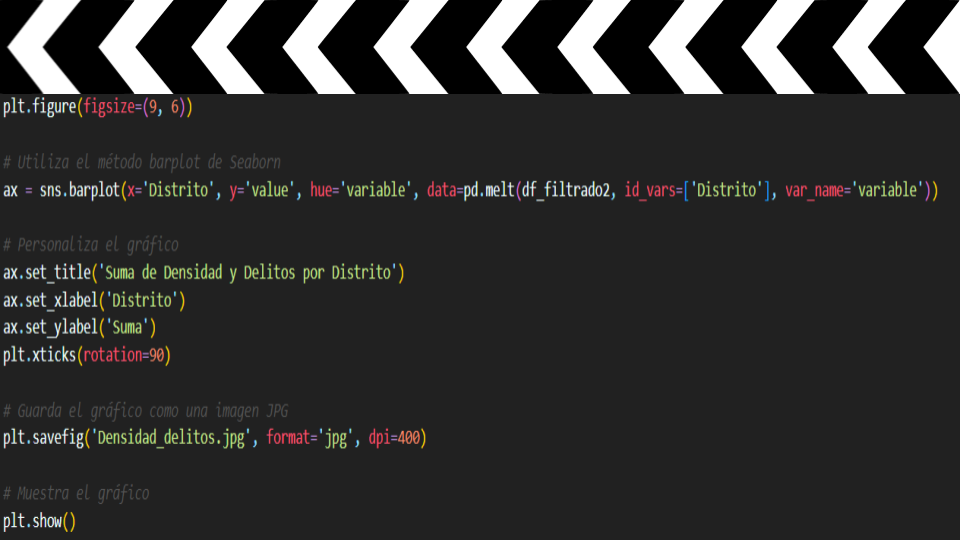 plt.figure(figsize=(9, 6))
# Utiliza el método barplot de Seaborn
ax = sns.barplot(x='Distrito', y='value', hue='variable', data=pd.melt(df_filtrado2, id_vars=['Distrito'], var_name='variable'))
# Personaliza el gráfico
ax.set_title('Suma de Densidad y Delitos por Distrito')
ax.set_xlabel('Distrito')
ax.set_ylabel('Suma')
plt.xticks(rotation=90)
# Guarda el gráfico como una imagen JPG
plt.savefig('Densidad_delitos.jpg', format='jpg', dpi=400)
# Muestra el gráfico
plt.show()